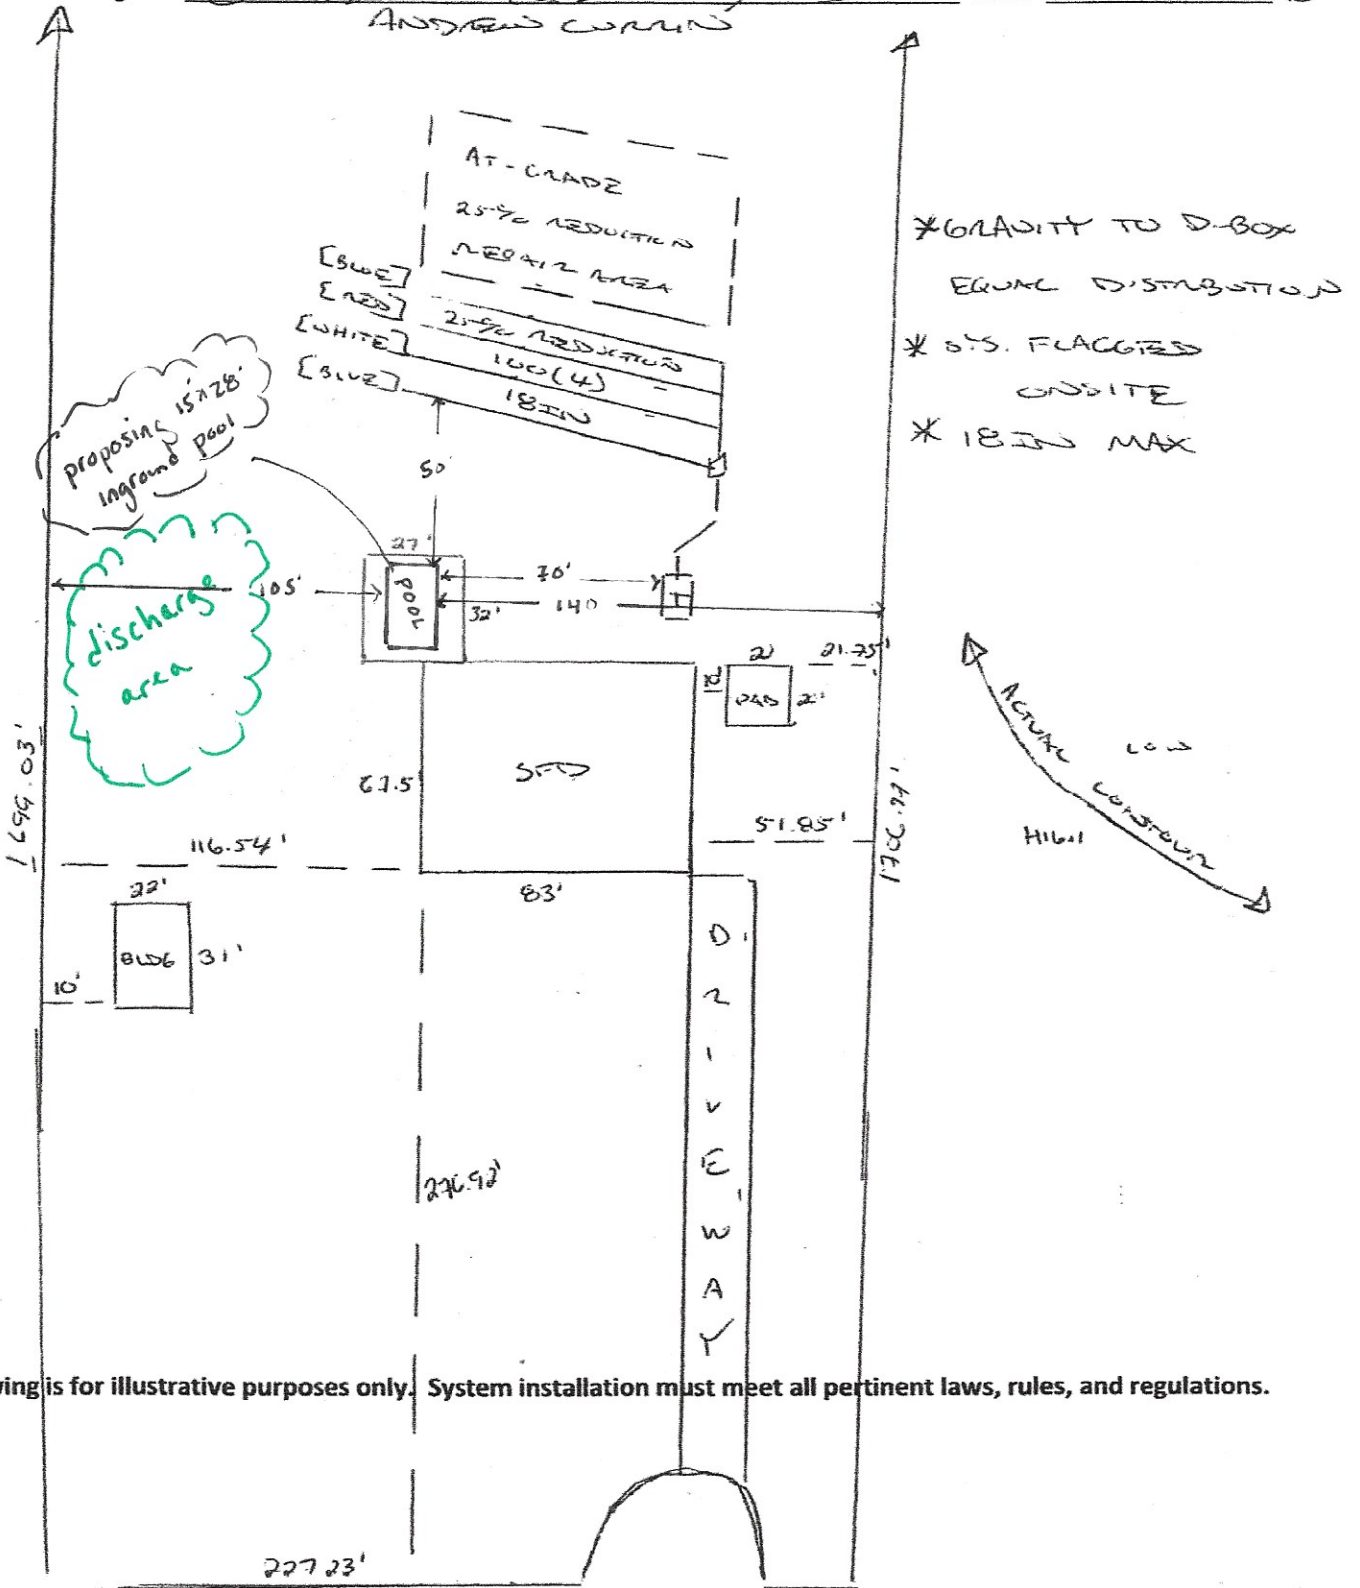 ANDREW CURRIN
AT-GRADE
25% REDUCTION
REPAIR AREA
[BLUE]
[RED]
[WHITE]
[BLUE]
25% REDUCTION
100(4)
18IN
*GRAVITY TO D-BOX
EQUAL DISTRIBUTION
* S.S. FLAGGED
ONSITE
* 18IN MAX
proposing 15'x28'
inground pool
50'
27'
discharge
area
105'
POOL
32'
70'
140
21.75'
PAD
ACTUAL CONTOUR
LOW
HIGH
1699.03'
67.5
SFD
51.85'
116.54'
83'
22'
BLDG
31'
10'
DRIVEWAY
276.92'
wing is for illustrative purposes only. System installation must meet all pertinent laws, rules, and regulations.
227.23'